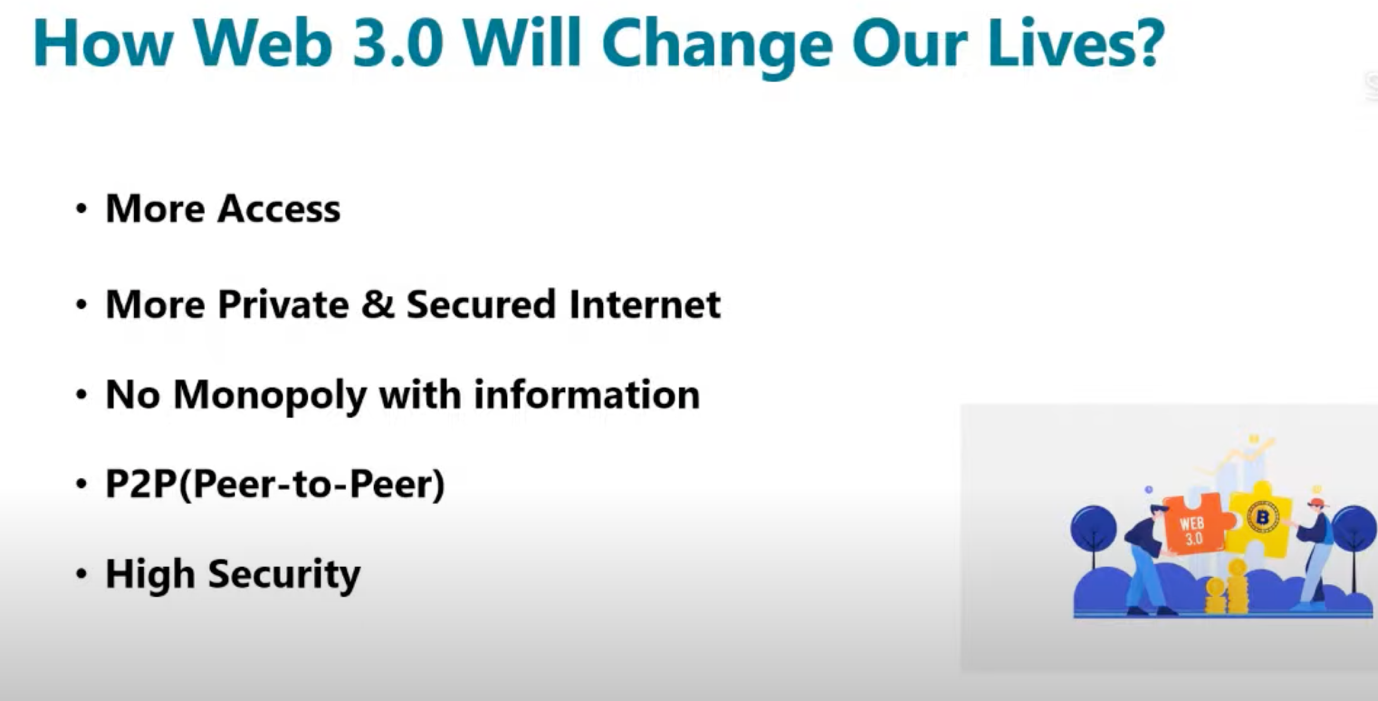 How Web 3.0 Will Change Our Lives?
• More Access
• More Private & Secured Internet
• No Monopoly with information
• P2P(Peer-to-Peer)
• High Security
WEB
3.0
B